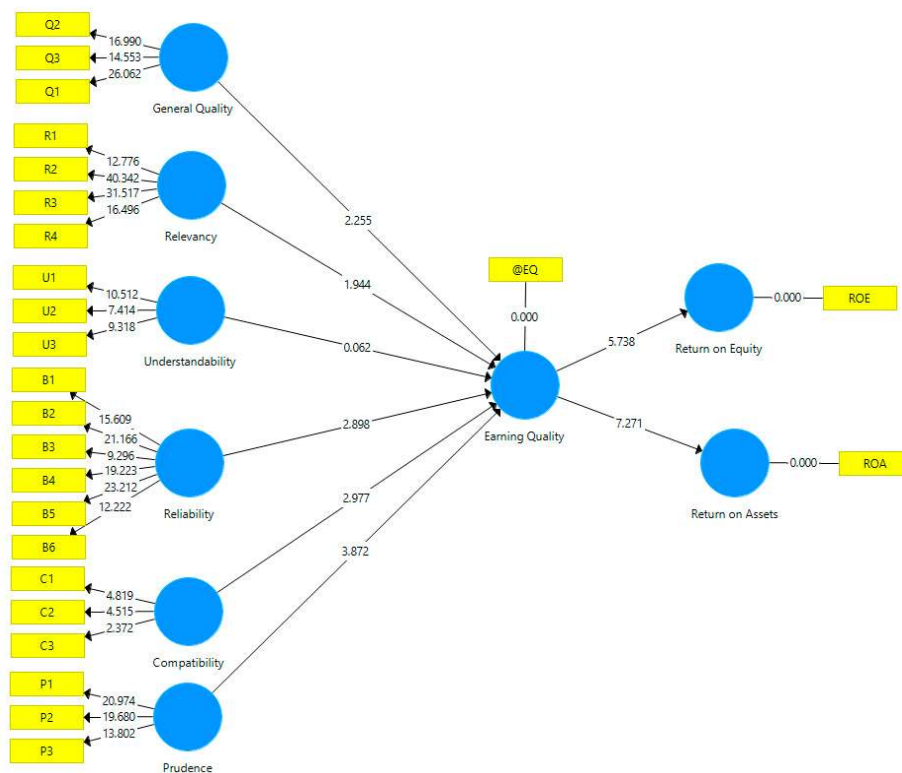 Q2
16.990
Q3
14.553
Q1
26.062
General Quality
R1
12.776
R2
40.342
R3
31.517
R4
16.496
Relevancy
U1
10.512
U2
7.414
U3
9.318
Understandability
B1
15.609
B2
21.166
B3
9.296
B4
19.223
B5
23.212
B6
12.222
Reliability
C1
4.819
C2
4.515
C3
2.372
Compatibility
P1
20.974
P2
19.680
P3
13.802
Prudence
2.255
1.944
0.062
2.898
2.977
3.872
@EQ
0.000
Earning Quality
5.738
7.271
Return on Equity
0.000
ROE
Return on Assets
0.000
ROA